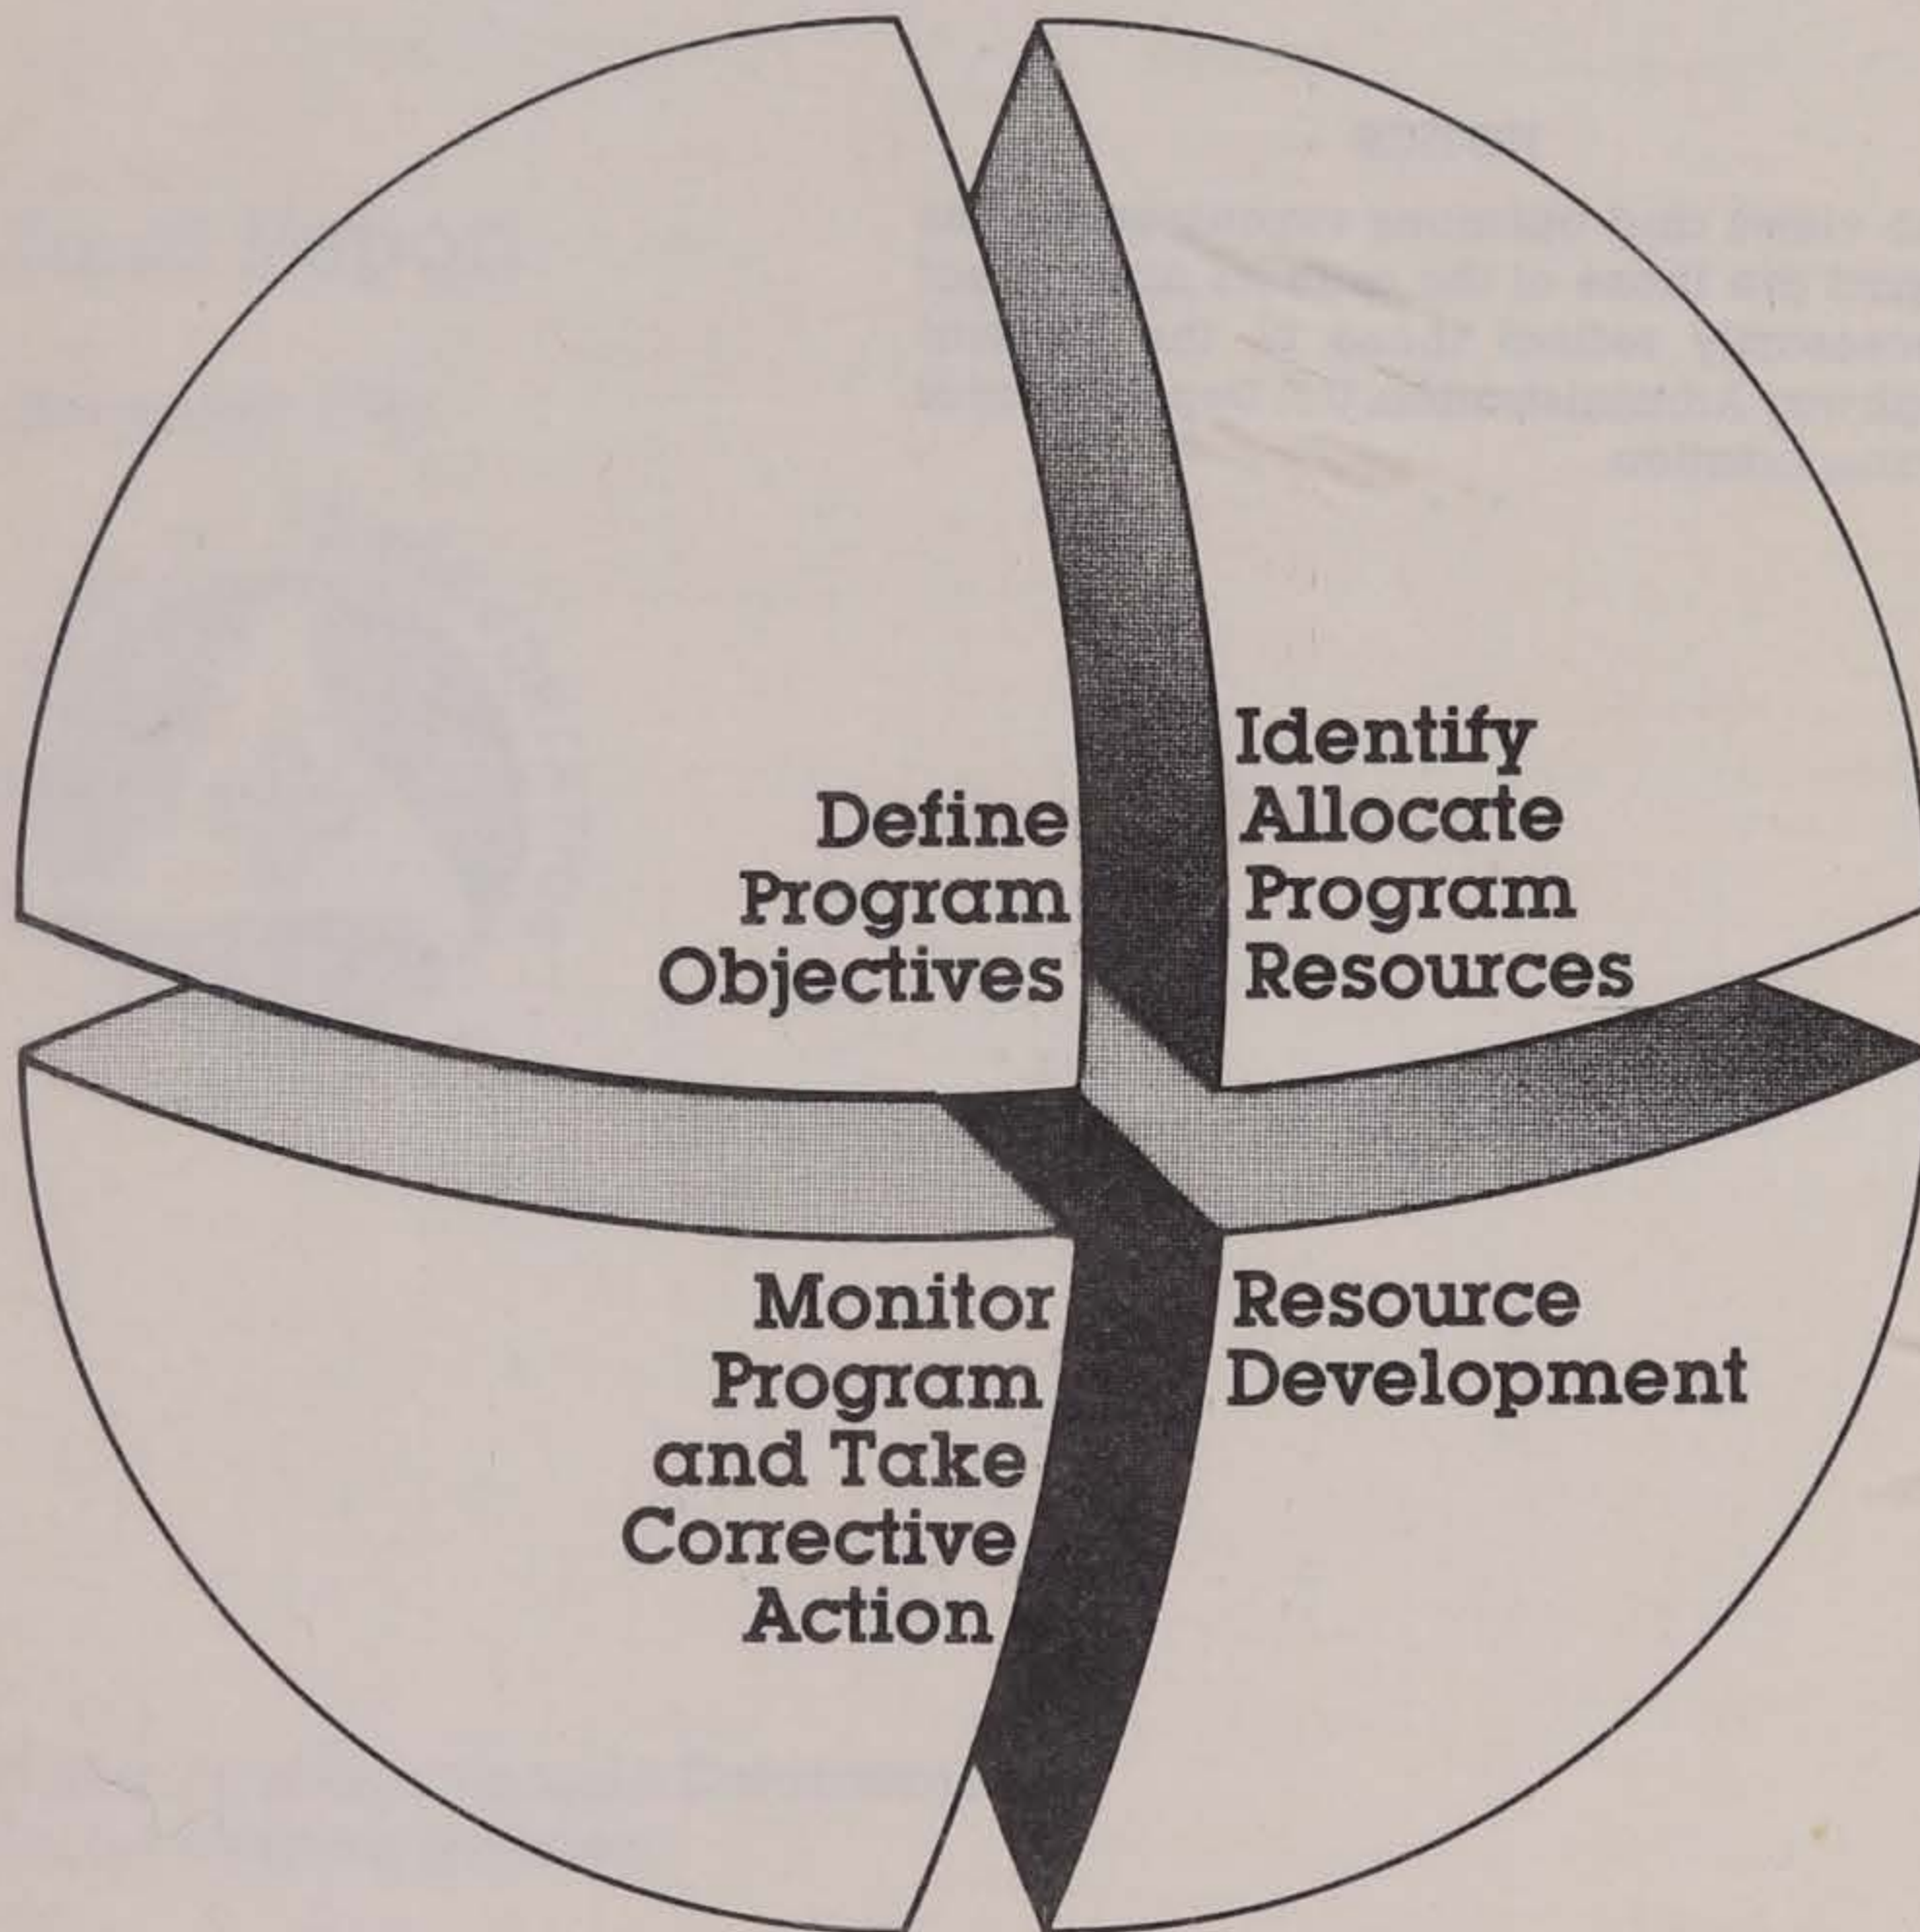 Define
Program
Objectives
Identify
Allocate
Program
Resources
Monitor
Program
and Take
Corrective
Action
Resource
Development